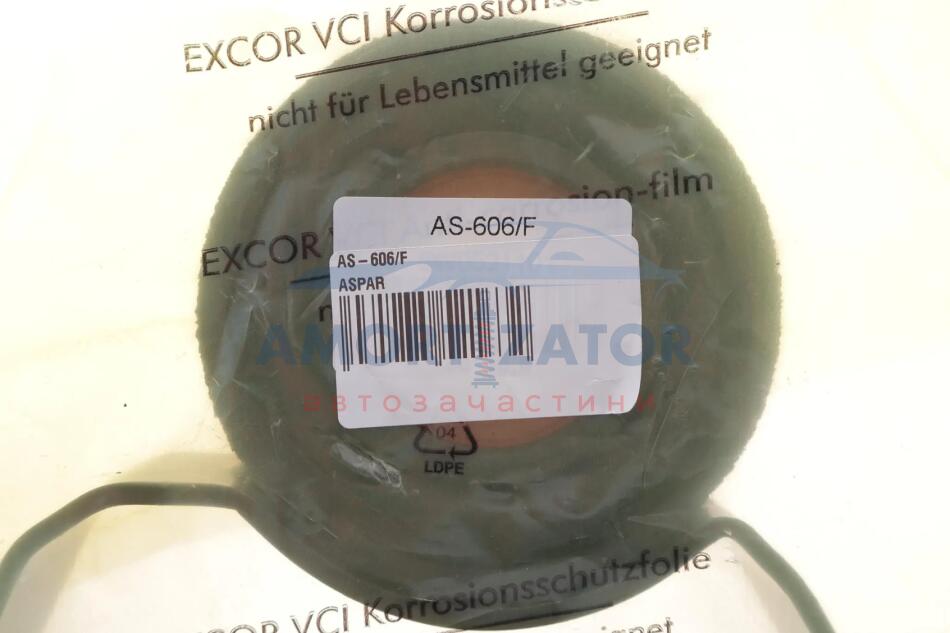 EXCOR VCI Korrosionssc
nicht für Lebensmittel geeignet
EXCOR
osion-film
AS-606/F
AS – 606/F
ASPAR
AMORTIZATOR
автозачастини
04
LDPE
EXCOR VCI Korrosionsschutzfolie